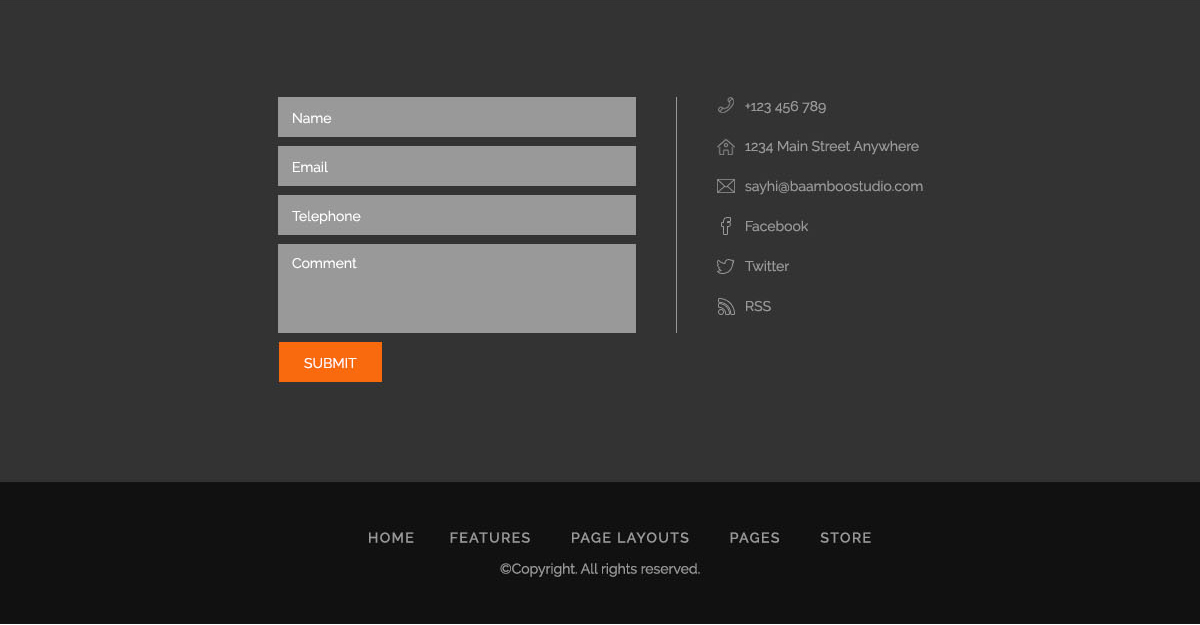 Name
Email
Telephone
Comment
SUBMIT
+123 456 789
1234 Main Street Anywhere
sayhi@baamboostudio.com
Facebook
Twitter
RSS
HOME FEATURES PAGE LAYOUTS PAGES STORE
©Copyright. All rights reserved.